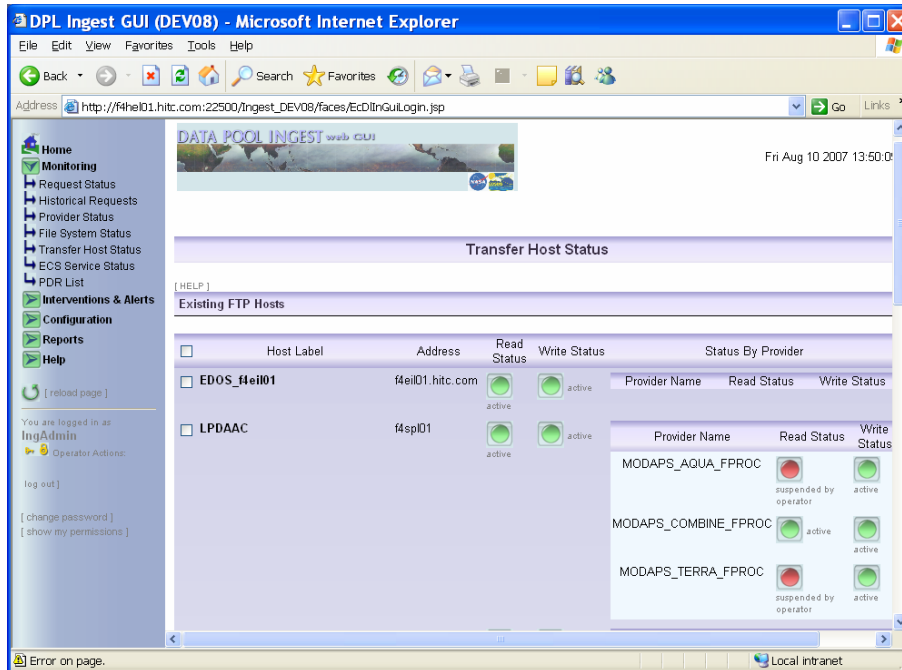 DPL Ingest GUI (DEV08) - Microsoft Internet Explorer
File Edit View Favorites Tools Help
Back Search Favorites
Address http://f4hel01.hitc.com:22500/Ingest_DEV08/faces/EcDlInGuiLogin.jsp Go Links
DATA POOL INGEST web GUI
Fri Aug 10 2007 13:50:0
Home
Monitoring
Request Status
Historical Requests
Provider Status
File System Status
Transfer Host Status
ECS Service Status
PDR List
Interventions & Alerts
Configuration
Reports
Help
[ reload page ]
You are logged in as
IngAdmin
Operator Actions:
log out ]
[ change password ]
[ show my permissions ]
Transfer Host Status
[ HELP ]
Existing FTP Hosts
Host Label Address Read Status Write Status Status By Provider
EDOS_f4eil01 f4eil01.hitc.com active active Provider Name Read Status Write Status
LPDAAC f4spl01 active active Provider Name Read Status Write Status
MODAPS_AQUA_FPROC suspended by operator active
MODAPS_COMBINE_FPROC active active
MODAPS_TERRA_FPROC suspended by operator active
Error on page. Local intranet